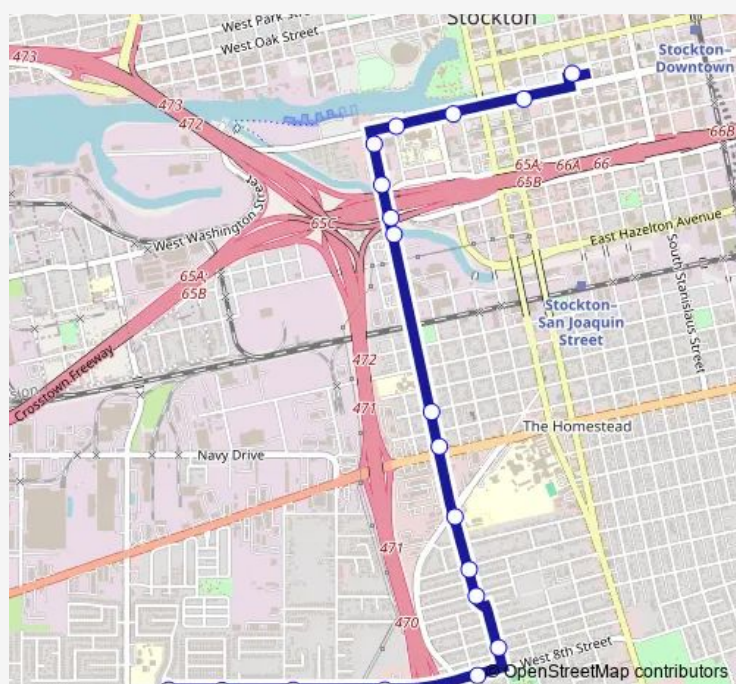 West Park Stre
Stockton
West Oak Street
473
Stockton–
Downtown
473
472
66B
65A; 66A 66
65B
65C
West Washington Street
East Hazelton Avenue
65A;
65B
South Stanislaus Street
Stockton–
San Joaquin
Street
472
Crosstown Freeway
471
The Homestead
Navy Drive
471
470
West 8th Street
© OpenStreetMap contributors